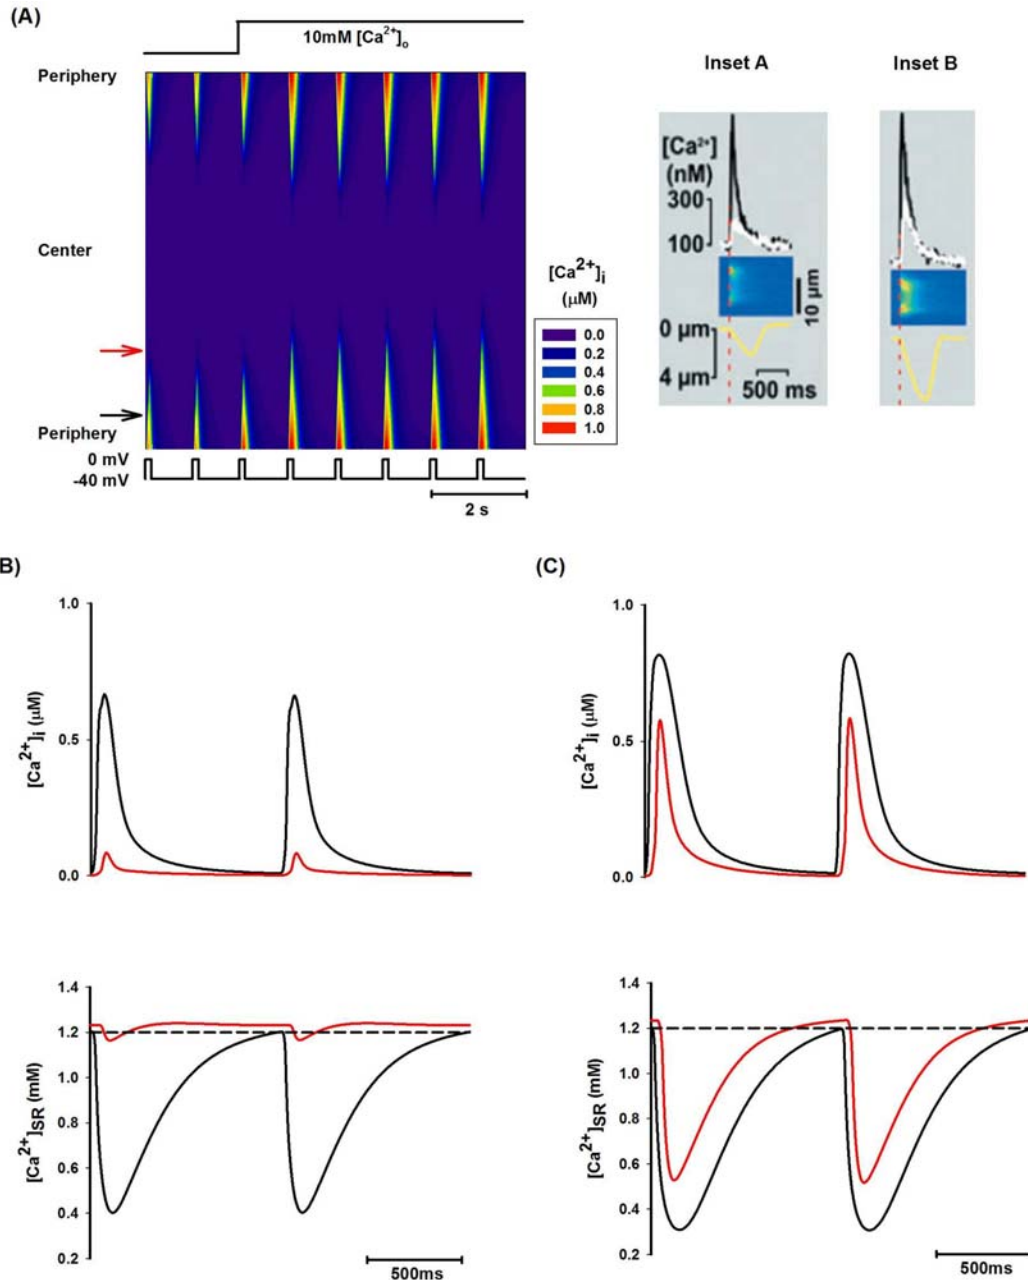 (A)
10mM [Ca2+]o
Periphery
Center
Periphery
0 mV
-40 mV
2 s
[Ca2+]i
(µM)
0.0
0.2
0.4
0.6
0.8
1.0
Inset A
Inset B
[Ca2+]
(nM)
300
100
10 µm
0 µm
4 µm
500 ms
B)
1.0
0.5
0.0
[Ca2+]i (µM)
1.4
1.2
1.0
0.8
0.6
0.4
0.2
[Ca2+]SR (mM)
500ms
(C)
1.0
0.5
0.0
[Ca2+]i (µM)
1.4
1.2
1.0
0.8
0.6
0.4
0.2
[Ca2+]SR (mM)
500ms